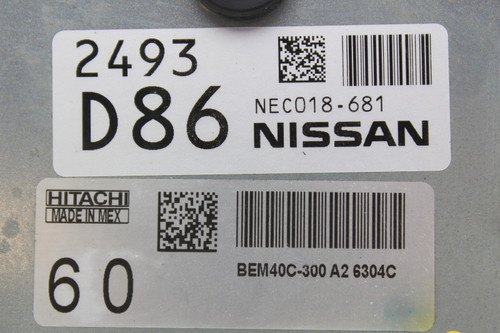 2493
D86
NEC018-681
NISSAN
HITACHI
MADE IN MEX
60
BEM40C-300 A2 6304C